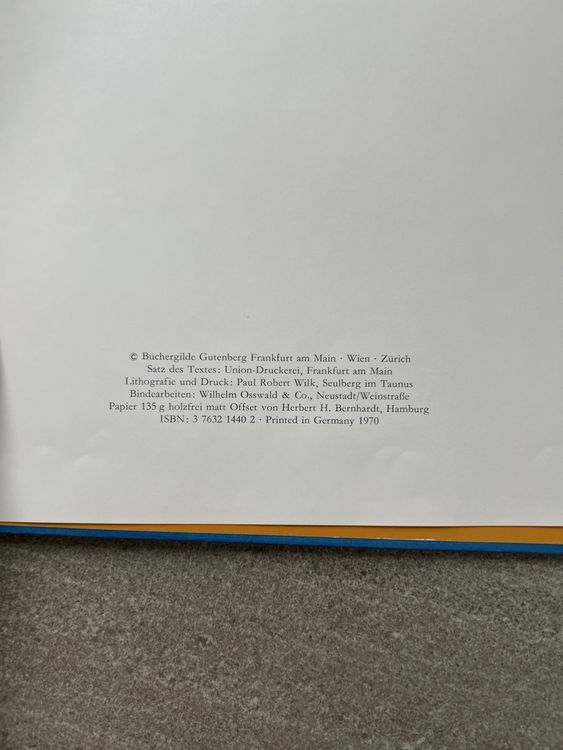 © Büchergilde Gutenberg Frankfurt am Main · Wien · Zürich
Satz des Textes: Union-Druckerei, Frankfurt am Main
Lithografie und Druck: Paul Robert Wilk, Seulberg im Taunus
Bindearbeiten: Wilhelm Osswald & Co., Neustadt/Weinstraße
Papier 135 g holzfrei matt Offset von Herbert H. Bernhardt, Hamburg
ISBN: 3 7632 1440 2 · Printed in Germany 1970